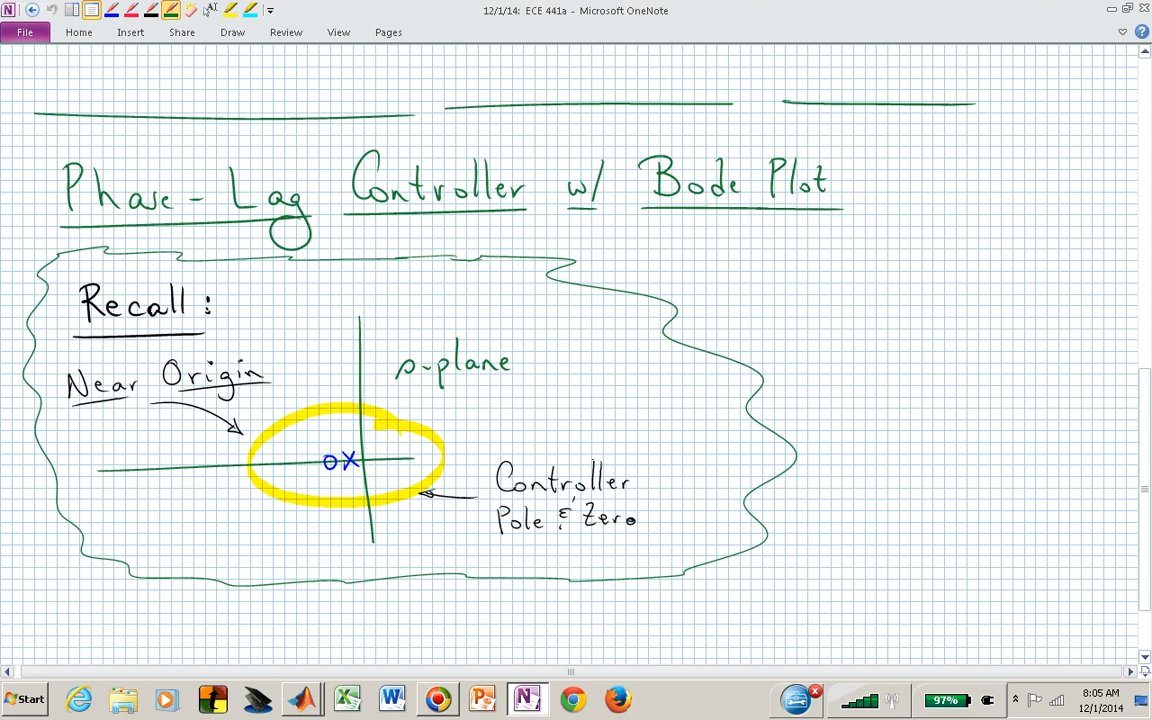 12/1/14: ECE 441a - Microsoft OneNote
File Home Insert Share Draw Review View Pages
Phase-Lag Controller w/ Bode Plot
Recall:
s-plane
Near Origin
Controller
Pole & Zero
Start
97%
8:05 AM
12/1/2014